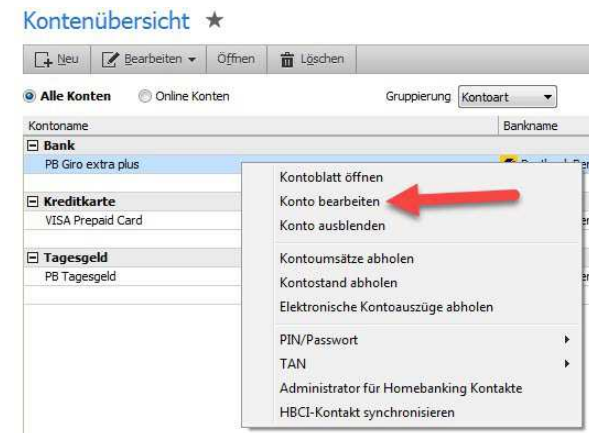 Kontenübersicht
Neu Bearbeiten Öffnen Löschen
Alle Konten Online Konten Gruppierung Kontoart
Kontoname Bankname
Bank
PB Giro extra plus
Kontoblatt öffnen
Kreditkarte Konto bearbeiten
VISA Prepaid Card Konto ausblenden
Tagesgeld Kontoumsätze abholen
PB Tagesgeld Kontostand abholen
Elektronische Kontoauszüge abholen
PIN/Passwort
TAN
Administrator für Homebanking Kontakte
HBCI-Kontakt synchronisieren